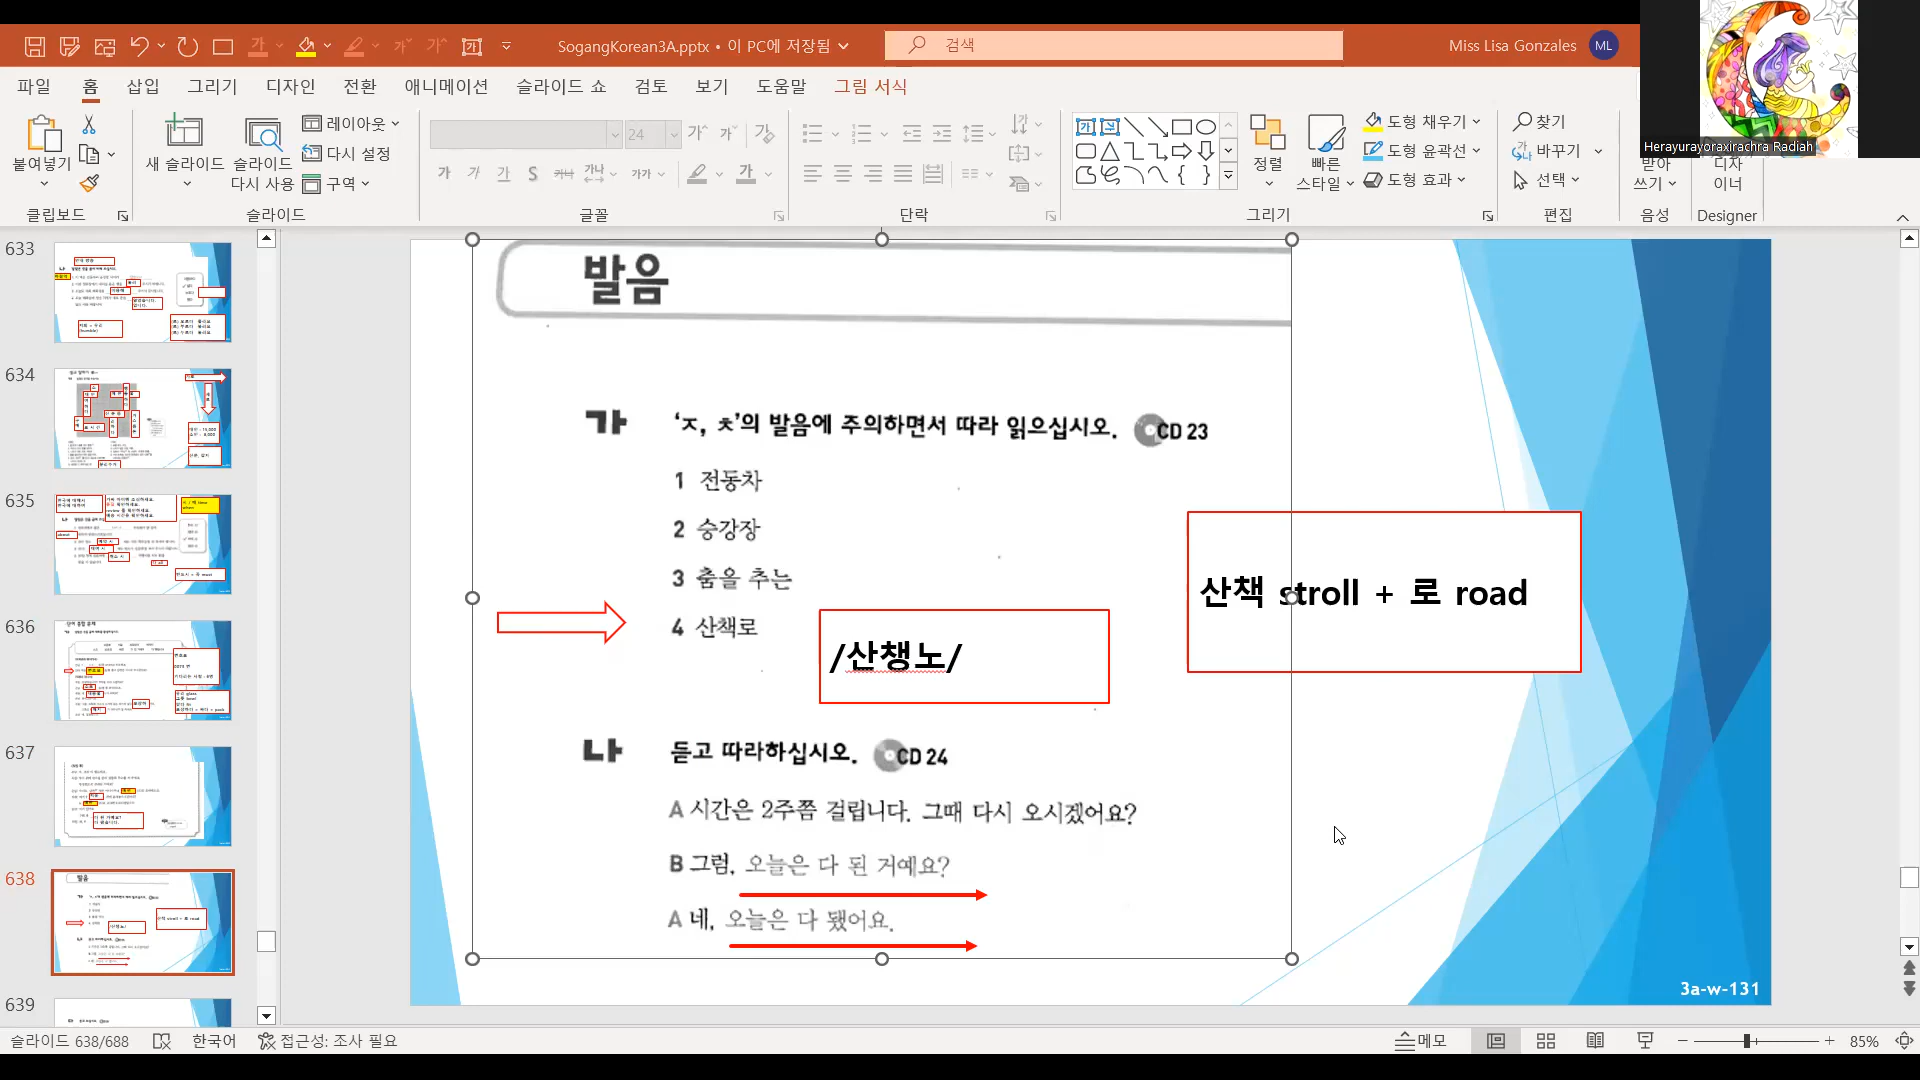 SogangKorean3A.pptx • 이 PC에 저장됨
검색
Miss Lisa Gonzales
ML
파일 홈 삽입 그리기 디자인 전환 애니메이션 슬라이드 쇼 검토 보기 도움말 그림 서식
Herayurayoraxirachra Radiah
붙여넣기
클립보드
새 슬라이드
슬라이드 다시 사용
레이아웃
다시 설정
구역
슬라이드
24
글꼴
단락
정렬
빠른 스타일
도형 채우기
도형 윤곽선
도형 효과
그리기
찾기
바꾸기
선택
편집
받아쓰기
음성
디자이너
Designer
633
634
635
636
637
638
639
발음
가 ‘ㅈ, ㅊ’의 발음에 주의하면서 따라 읽으십시오. CD 23
1 전동차
2 승강장
3 춤을 추는
4 산책로
/산챙노/
산책 stroll + 로 road
나 듣고 따라하십시오. CD 24
A 시간은 2주쯤 걸립니다. 그때 다시 오시겠어요?
B 그럼, 오늘은 다 된 거예요?
A 네, 오늘은 다 됐어요.
3a-w-131
슬라이드 638/688
한국어
접근성: 조사 필요
메모
85%